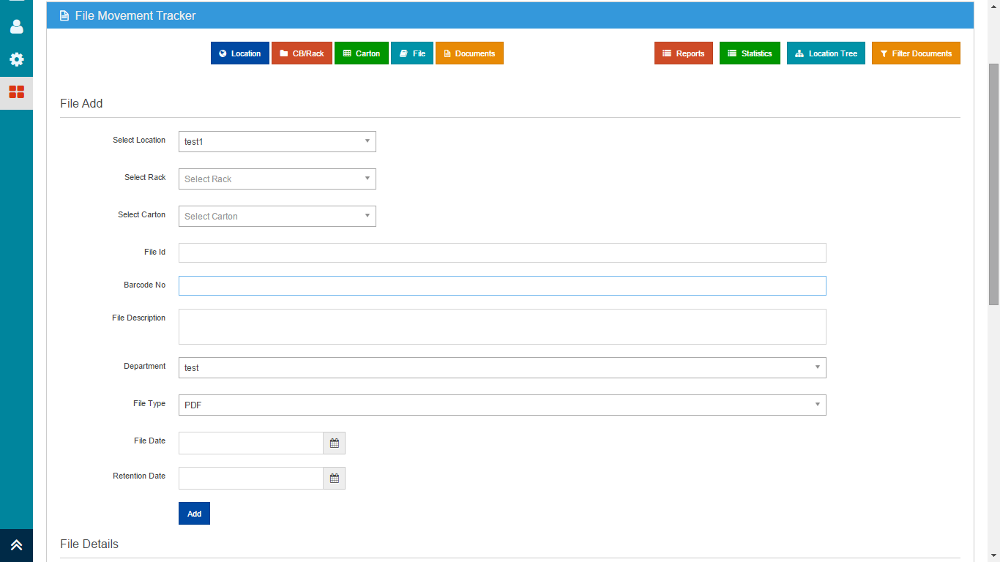 File Movement Tracker
Location CB/Rack Carton File Documents Reports Statistics Location Tree Filter Documents
File Add
Select Location test1
Select Rack Select Rack
Select Carton Select Carton
File Id
Barcode No
File Description
Department test
File Type PDF
File Date
Retention Date
Add
File Details